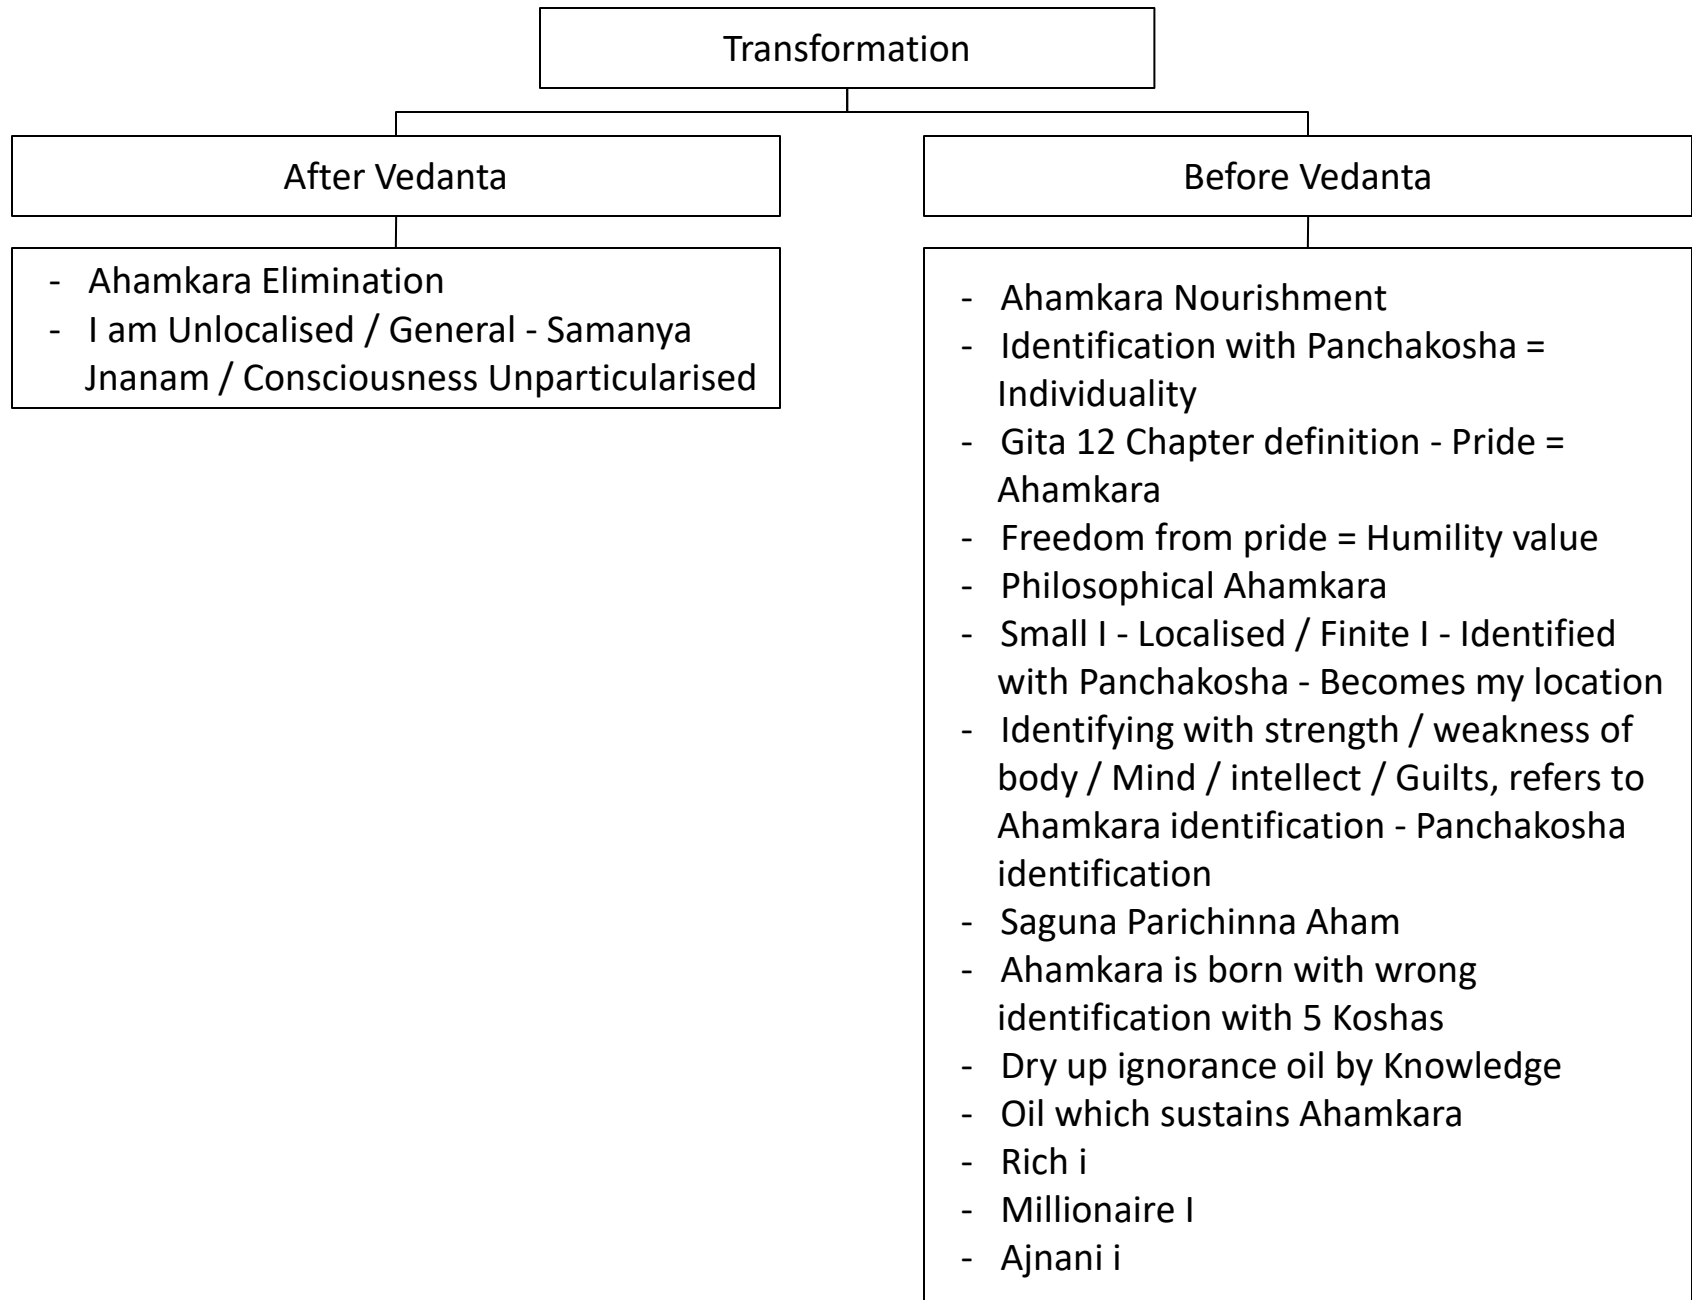 Transformation
After Vedanta
- Ahamkara Elimination
- I am Unlocalised / General - Samanya
Jnanam / Consciousness Unparticularised
Before Vedanta
- Ahamkara Nourishment
- Identification with Panchakosha =
Individuality
- Gita 12 Chapter definition - Pride =
Ahamkara
- Freedom from pride = Humility value
- Philosophical Ahamkara
- Small I - Localised / Finite I - Identified
with Panchakosha - Becomes my location
- Identifying with strength / weakness of
body / Mind / intellect / Guilts, refers to
Ahamkara identification - Panchakosha
identification
- Saguna Parichinna Aham
- Ahamkara is born with wrong
identification with 5 Koshas
- Dry up ignorance oil by Knowledge
- Oil which sustains Ahamkara
- Rich i
- Millionaire I
- Ajnani i